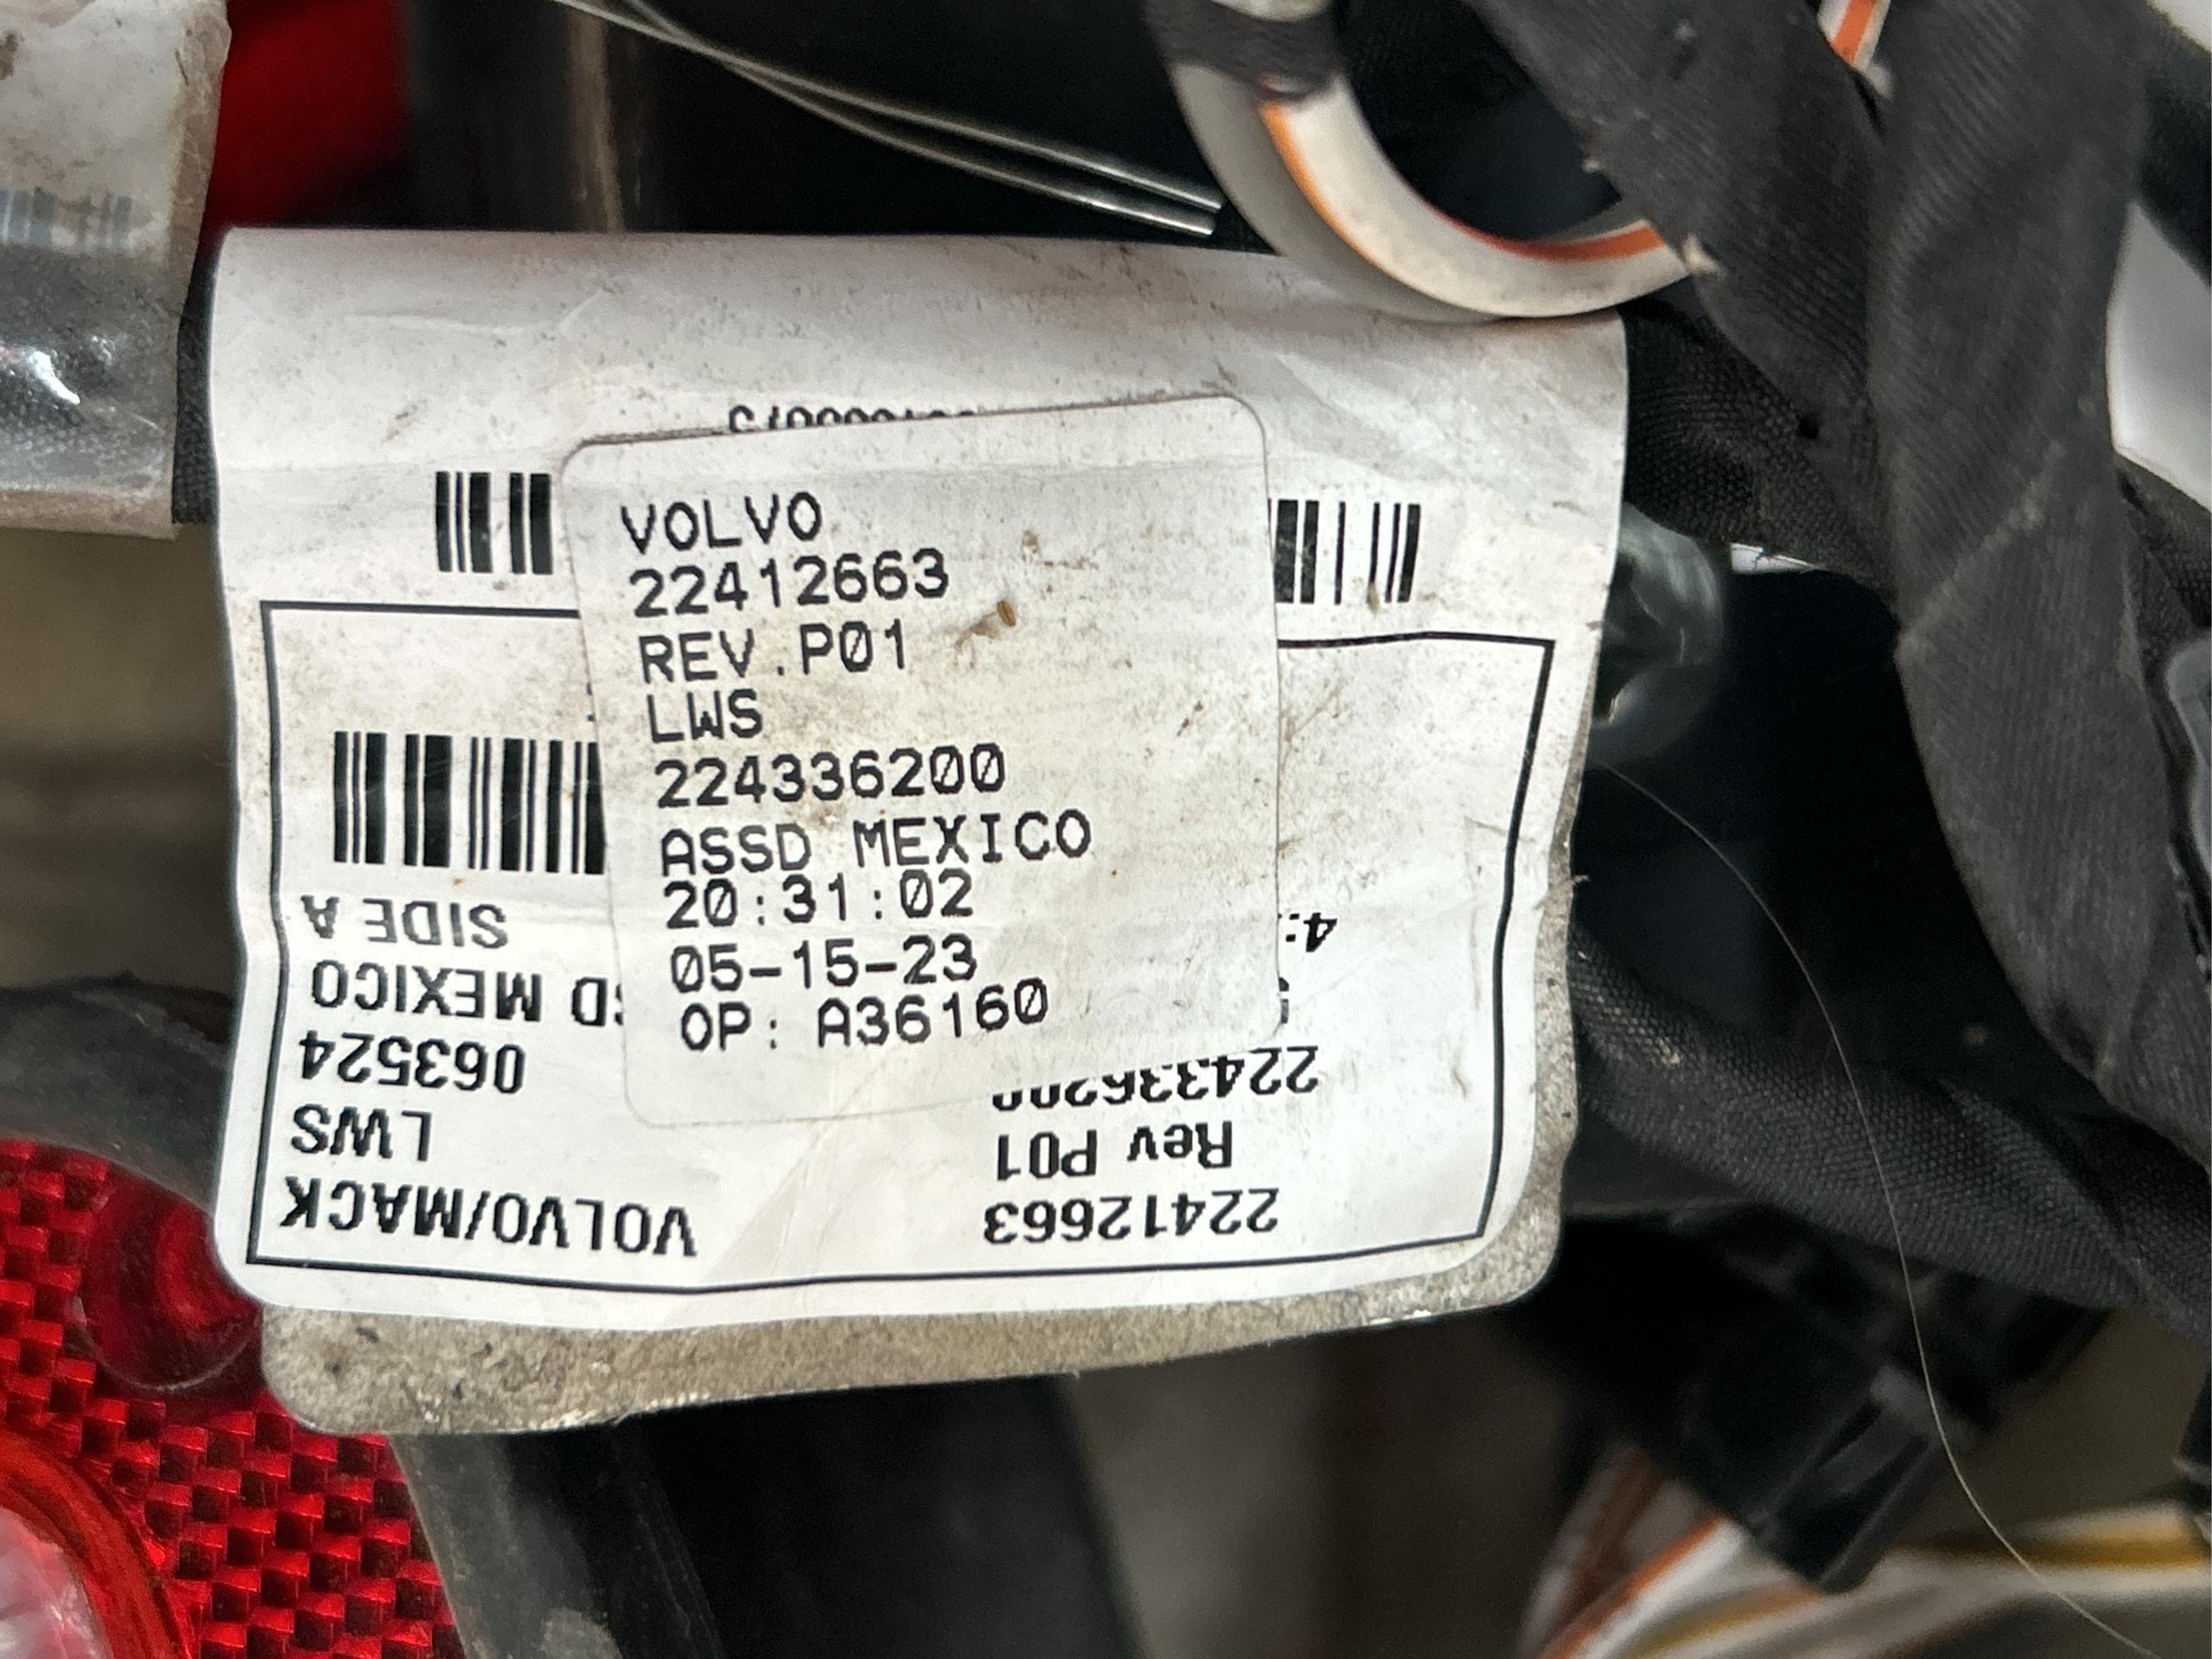 VOLVO
22412663
REV.P01
LWS
224336200
ASSD MEXICO
20:31:02
05-15-23
OP: A36160
VOLVO/MACK
22412663
LWS
Rev P01
063524
224336200
MEXICO
SIDE A